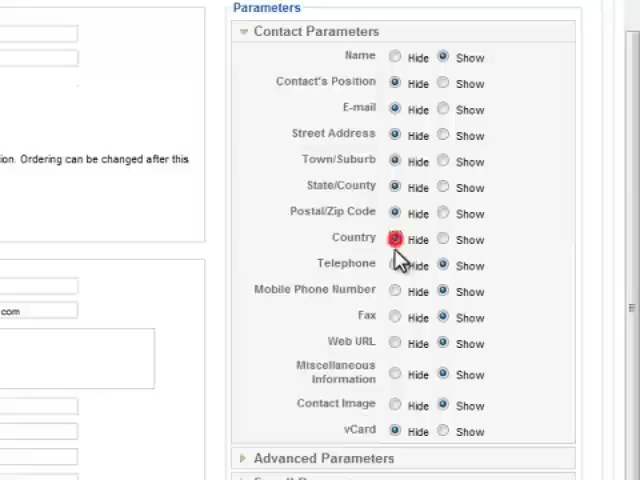 Parameters
Contact Parameters
Name Hide Show
Contact's Position Hide Show
E-mail Hide Show
Street Address Hide Show
Town/Suburb Hide Show
ion. Ordering can be changed after this
State/County Hide Show
Postal/Zip Code Hide Show
Country Hide Show
Telephone Hide Show
Mobile Phone Number Hide Show
com
Fax Hide Show
Web URL Hide Show
Miscellaneous
Information Hide Show
Contact Image Hide Show
vCard Hide Show
Advanced Parameters